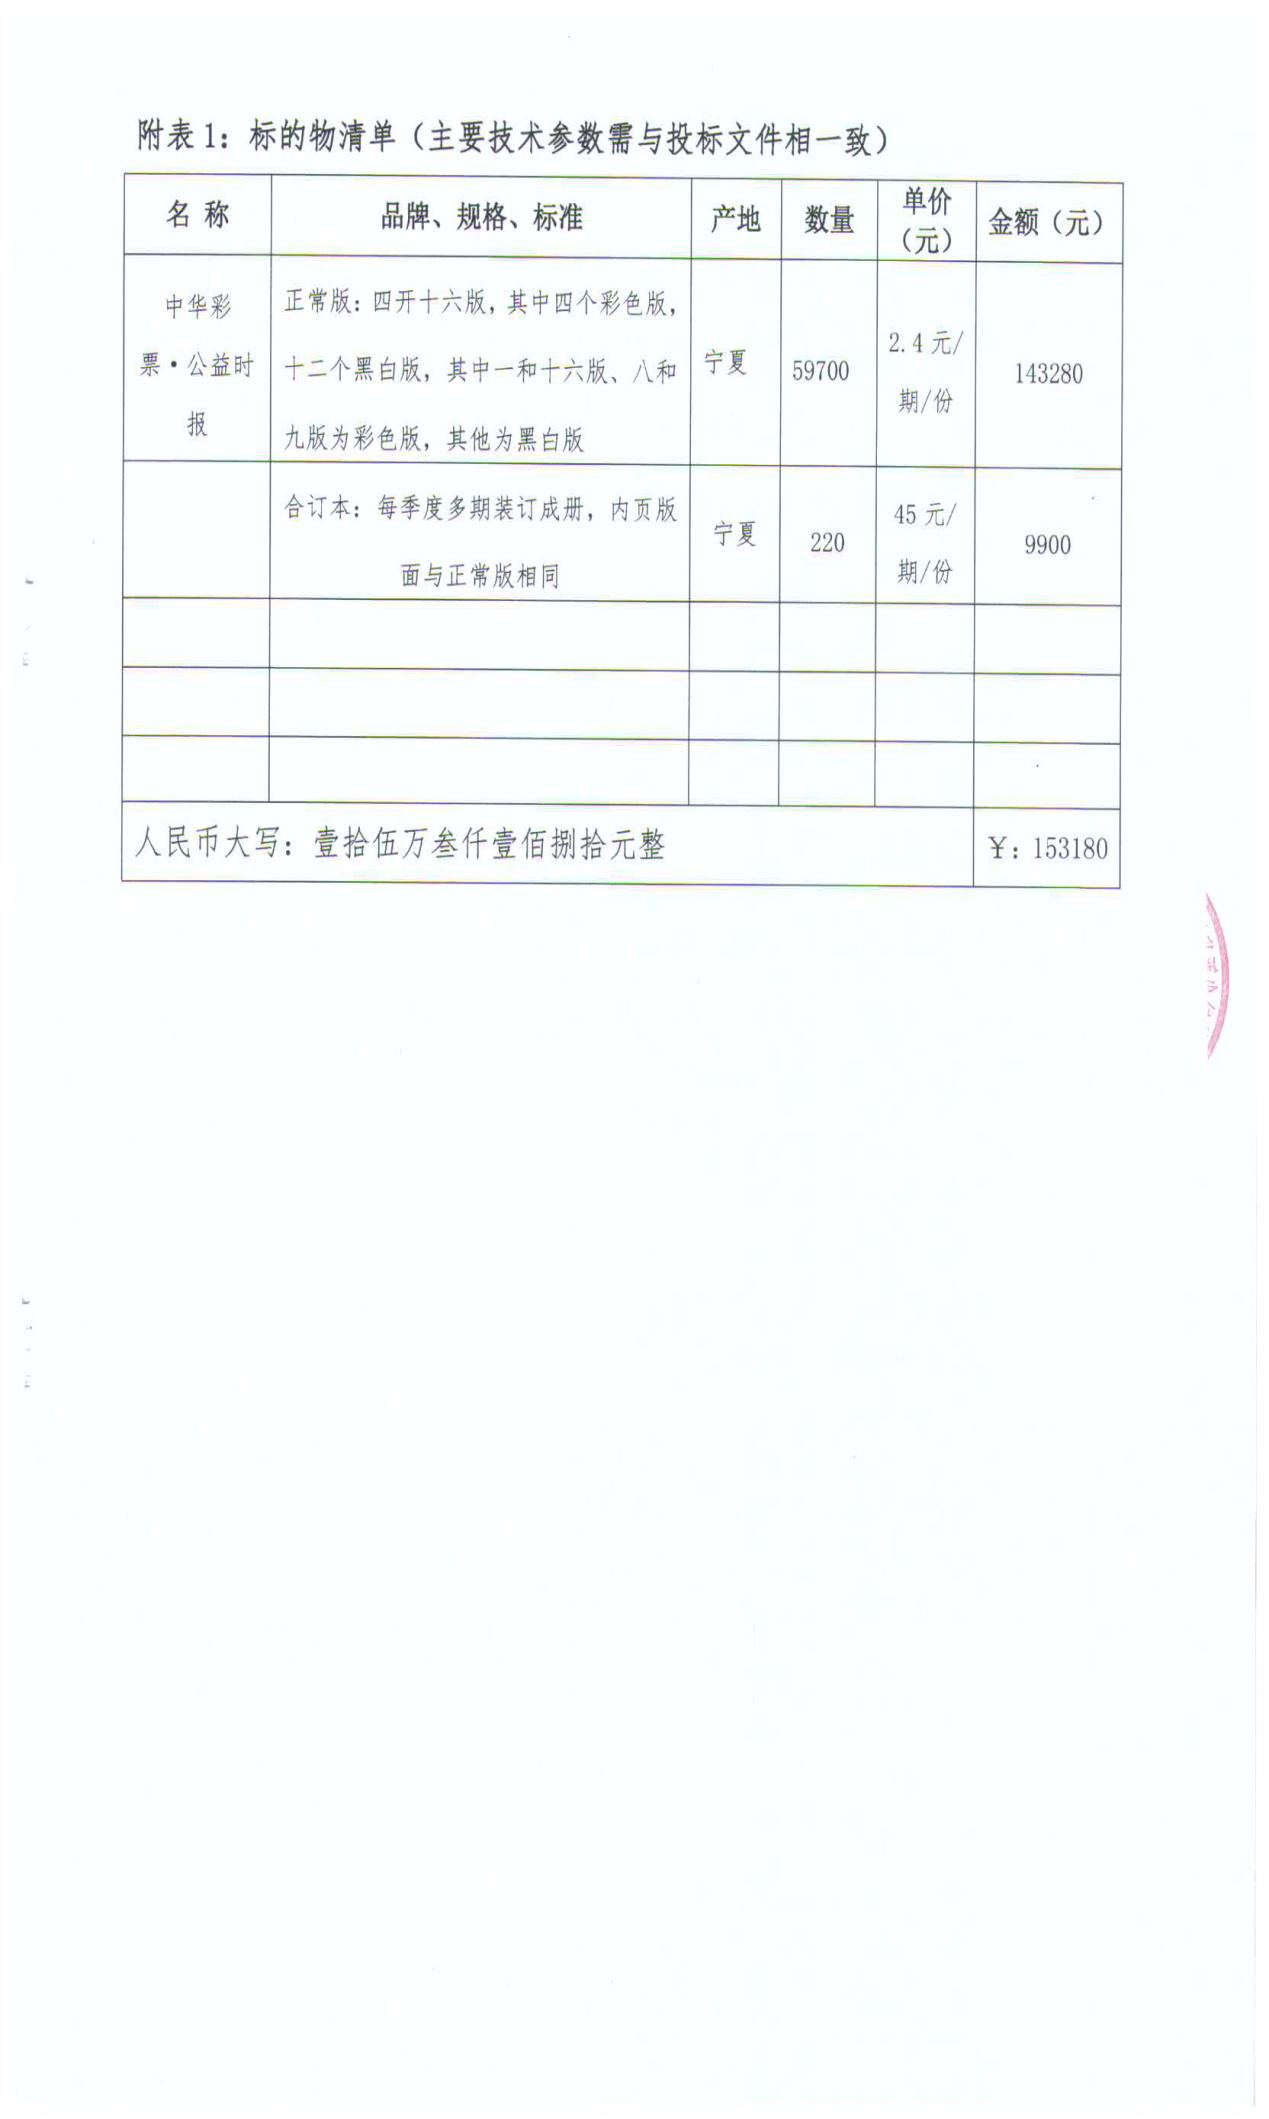 附表1：标的物清单（主要技术参数需与投标文件相一致）
名 称
品牌、规格、标准
产地
数量
单价
（元）
金额（元）
中华彩
票·公益时
报
正常版：四开十六版，其中四个彩色版，
十二个黑白版，其中一和十六版、八和
九版为彩色版，其他为黑白版
宁夏
59700
2.4 元/
期/份
143280
合订本：每季度多期装订成册，内页版
面与正常版相同
宁夏
220
45 元/
期/份
9900
人民币大写：壹拾伍万叁仟壹佰捌拾元整
￥：153180